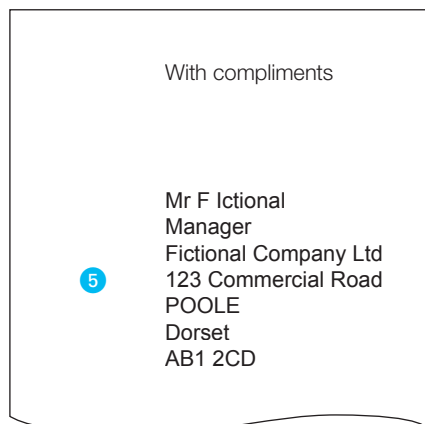 With compliments
Mr F Ictional
Manager
Fictional Company Ltd
5 123 Commercial Road
POOLE
Dorset
AB1 2CD